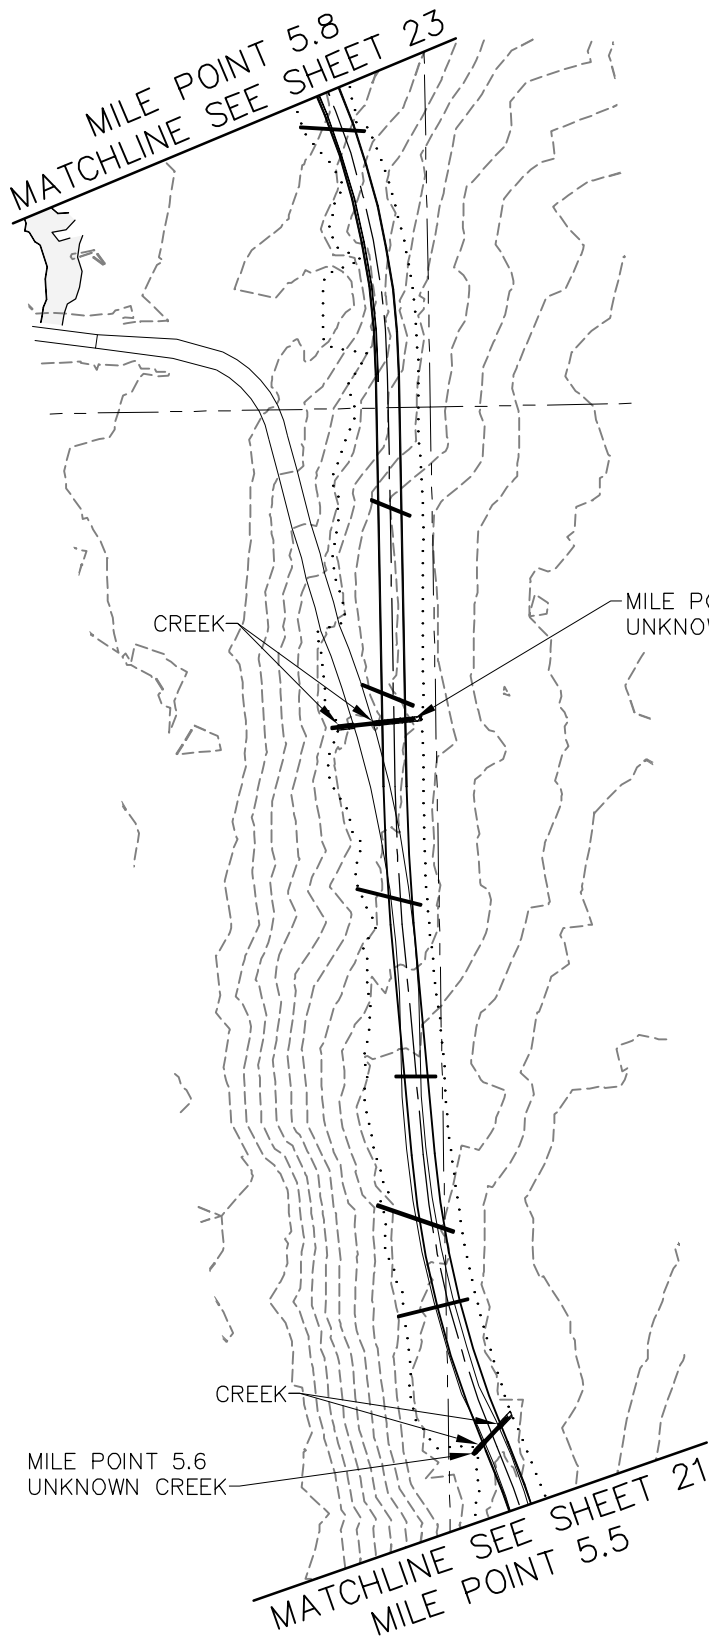 MILE POINT 5.8
MATCHLINE SEE SHEET 23
MILE
UNKNOW
CREEK
CREEK
MILE POINT 5.6
UNKNOWN CREEK
MATCHLINE SEE SHEET 21
MILE POINT 5.5